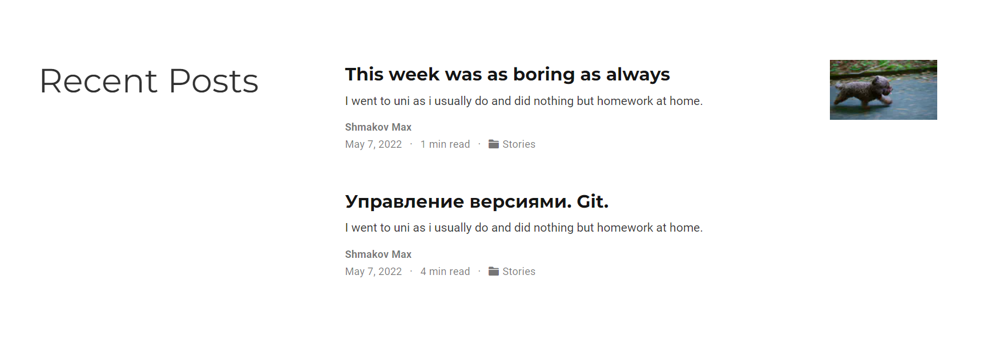 Recent Posts
This week was as boring as always
I went to uni as i usually do and did nothing but homework at home.
Shmakov Max
May 7, 2022 · 1 min read · Stories
Управление версиями. Git.
I went to uni as i usually do and did nothing but homework at home.
Shmakov Max
May 7, 2022 · 4 min read · Stories